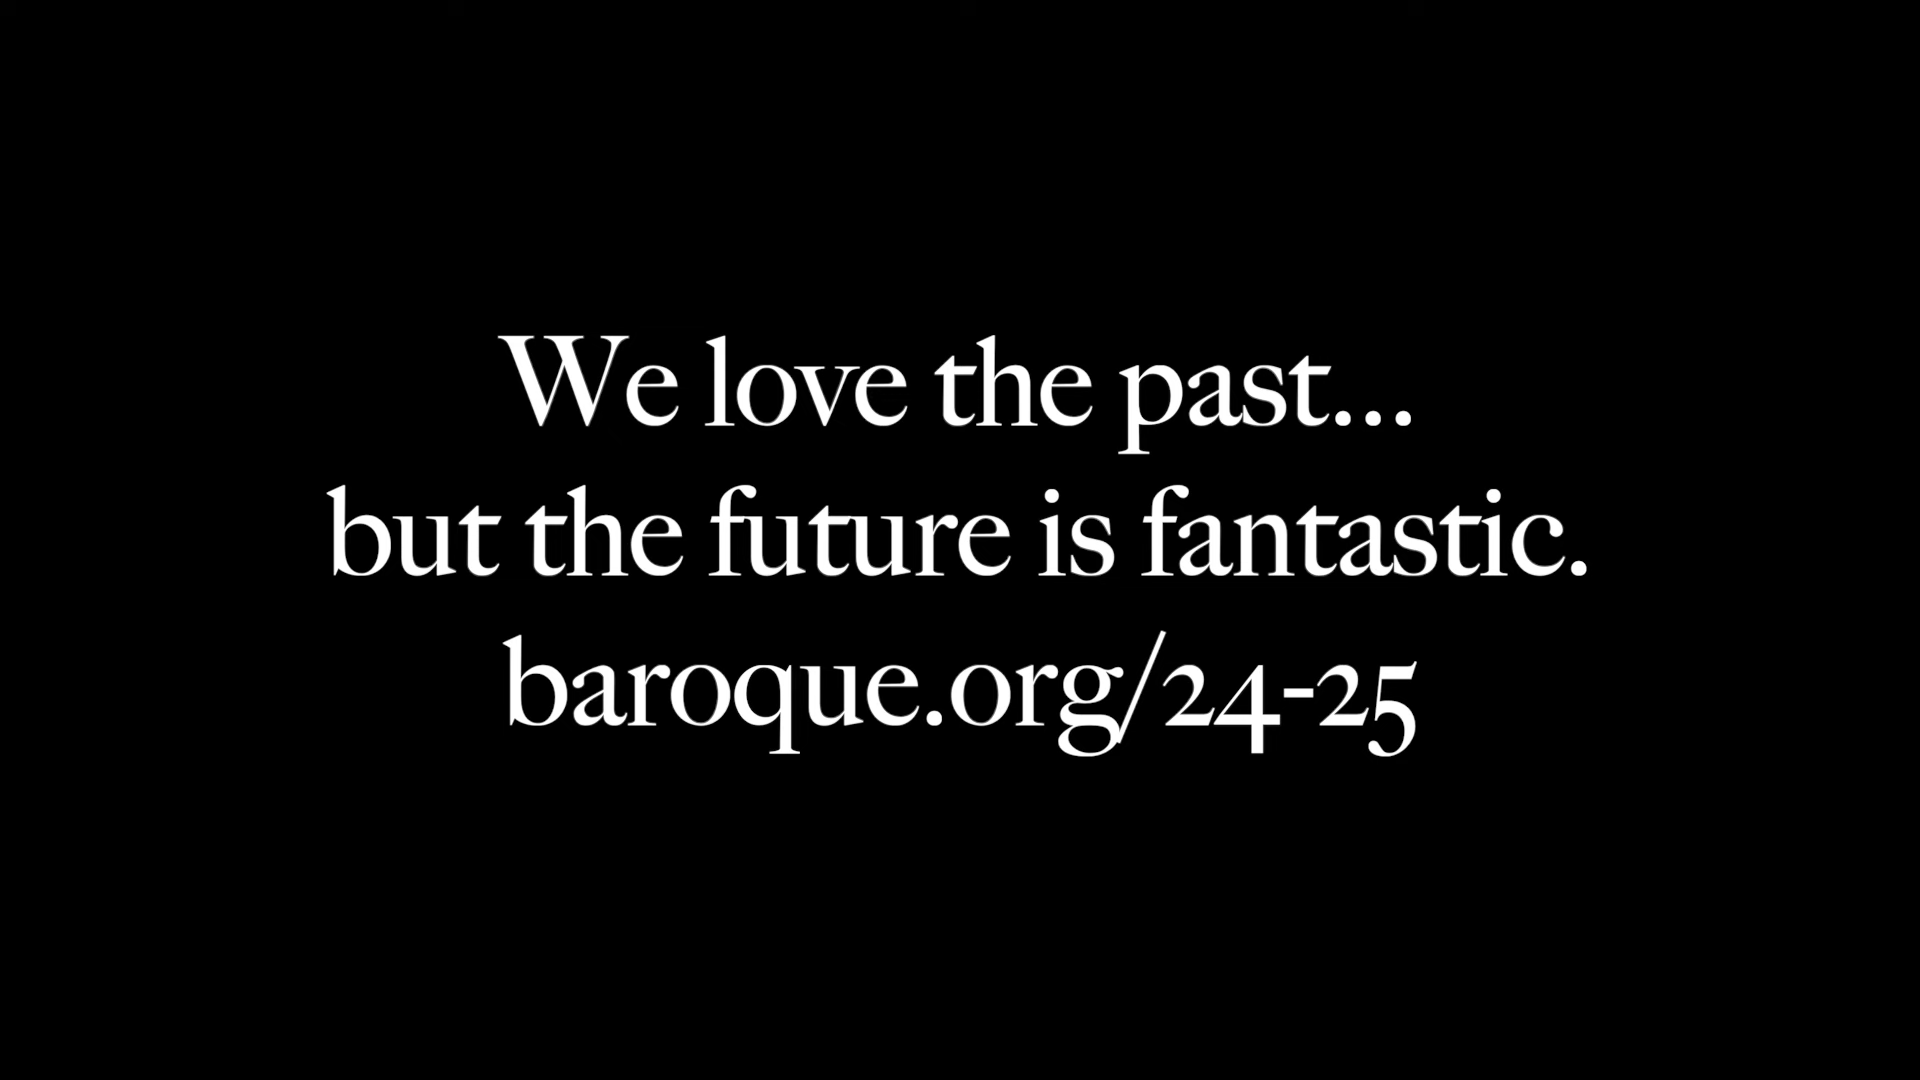 We love the past...
but the future is fantastic.
baroque.org/24-25